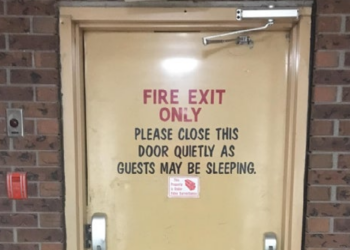 FIRE EXIT
ONLY
PLEASE CLOSE THIS
DOOR QUIETLY AS
GUESTS MAY BE SLEEPING.